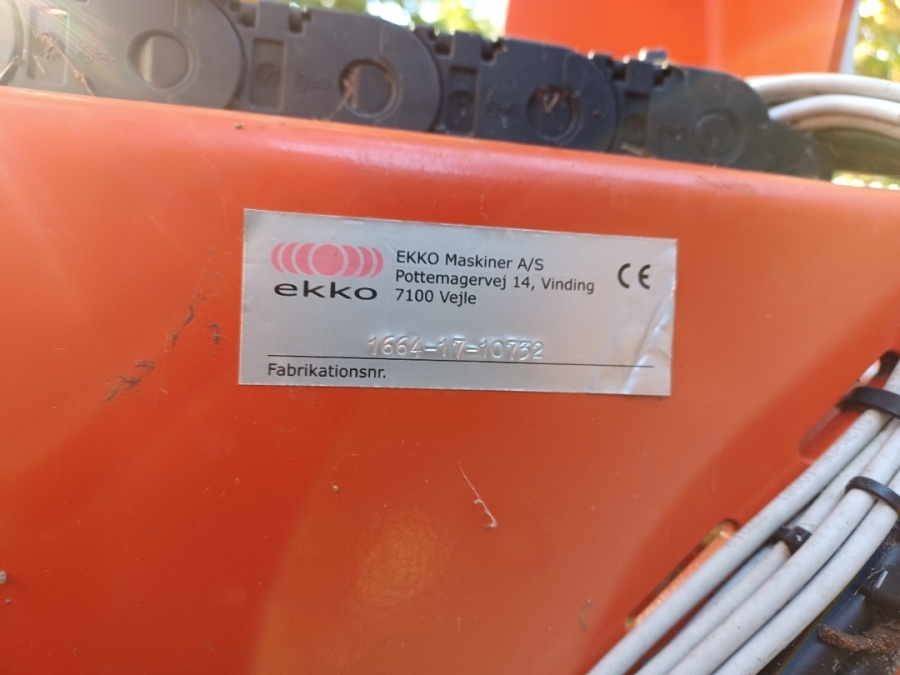 ekko
EKKO Maskiner A/S
Pottemagervej 14, Vinding
7100 Vejle
CE
1664-17-10732
Fabrikationsnr.